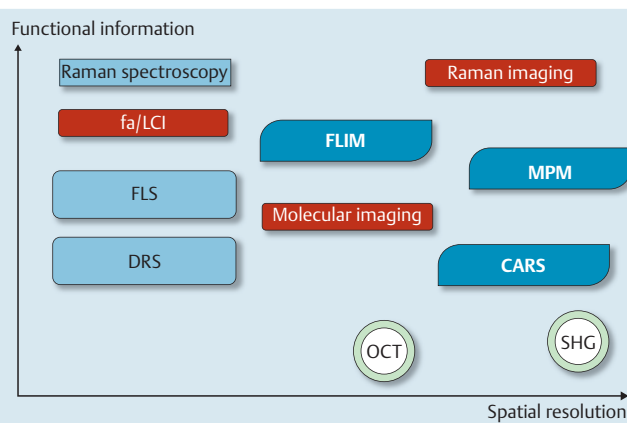 Functional information
Raman spectroscopy
Raman imaging
fa/LCI
FLIM
MPM
FLS
Molecular imaging
DRS
CARS
OCT
SHG
Spatial resolution